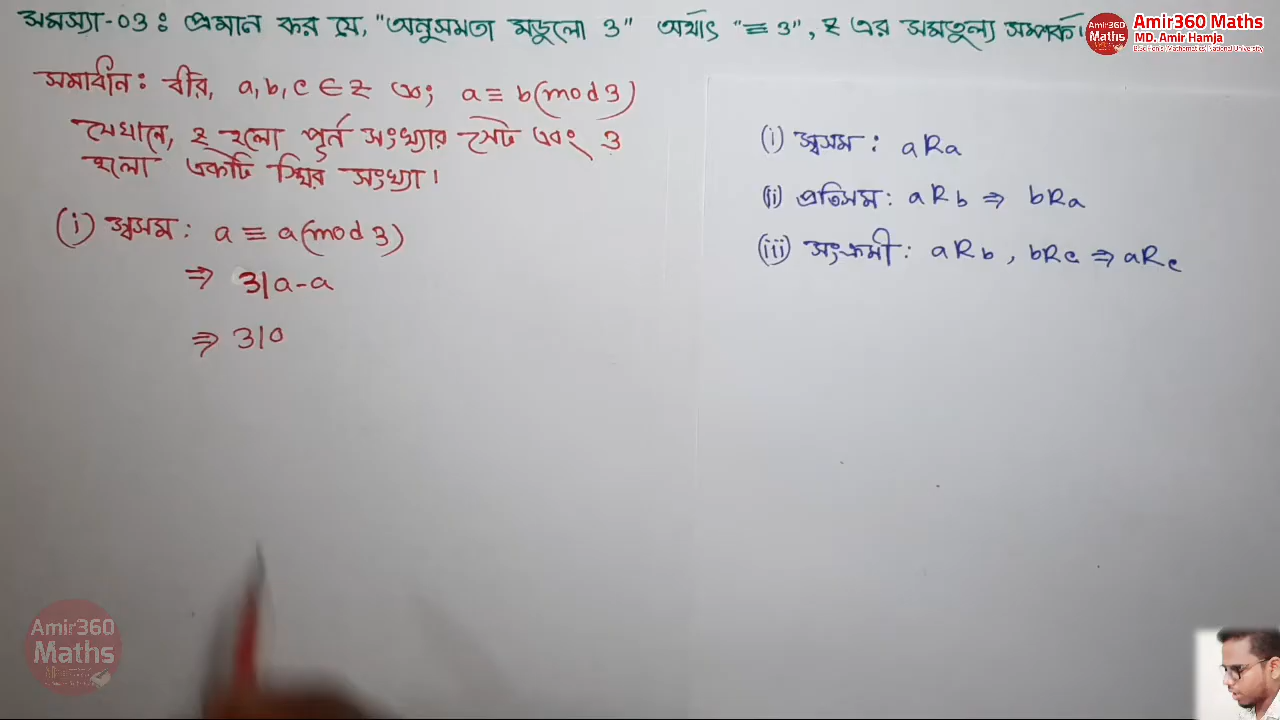 সমস্যা-03 : প্রমান কর যে, "অনুসমতা মডুলো 3" অর্থাৎ "≡ 3", Z এর সমতুল্য সম্পর্ক।
Amir360 Maths
MD. Amir Hamja
Amir360
Maths
সমাধান : ধরি, a, b, c ∈ Z এবং a ≡ b(mod 3)
যেখানে, Z হলো পূর্ন সংখ্যার সেট এবং 3
হলো একটি স্থির সংখ্যা।
(i) স্বসম : a ≡ a(mod 3)
⇒ 3|a-a
⇒ 3|0
(i) স্বসম : aRa
(ii) প্রতিসম : aRb ⇒ bRa
(iii) সংক্রমী : aRb , bRc ⇒ aRc
Amir360
Maths